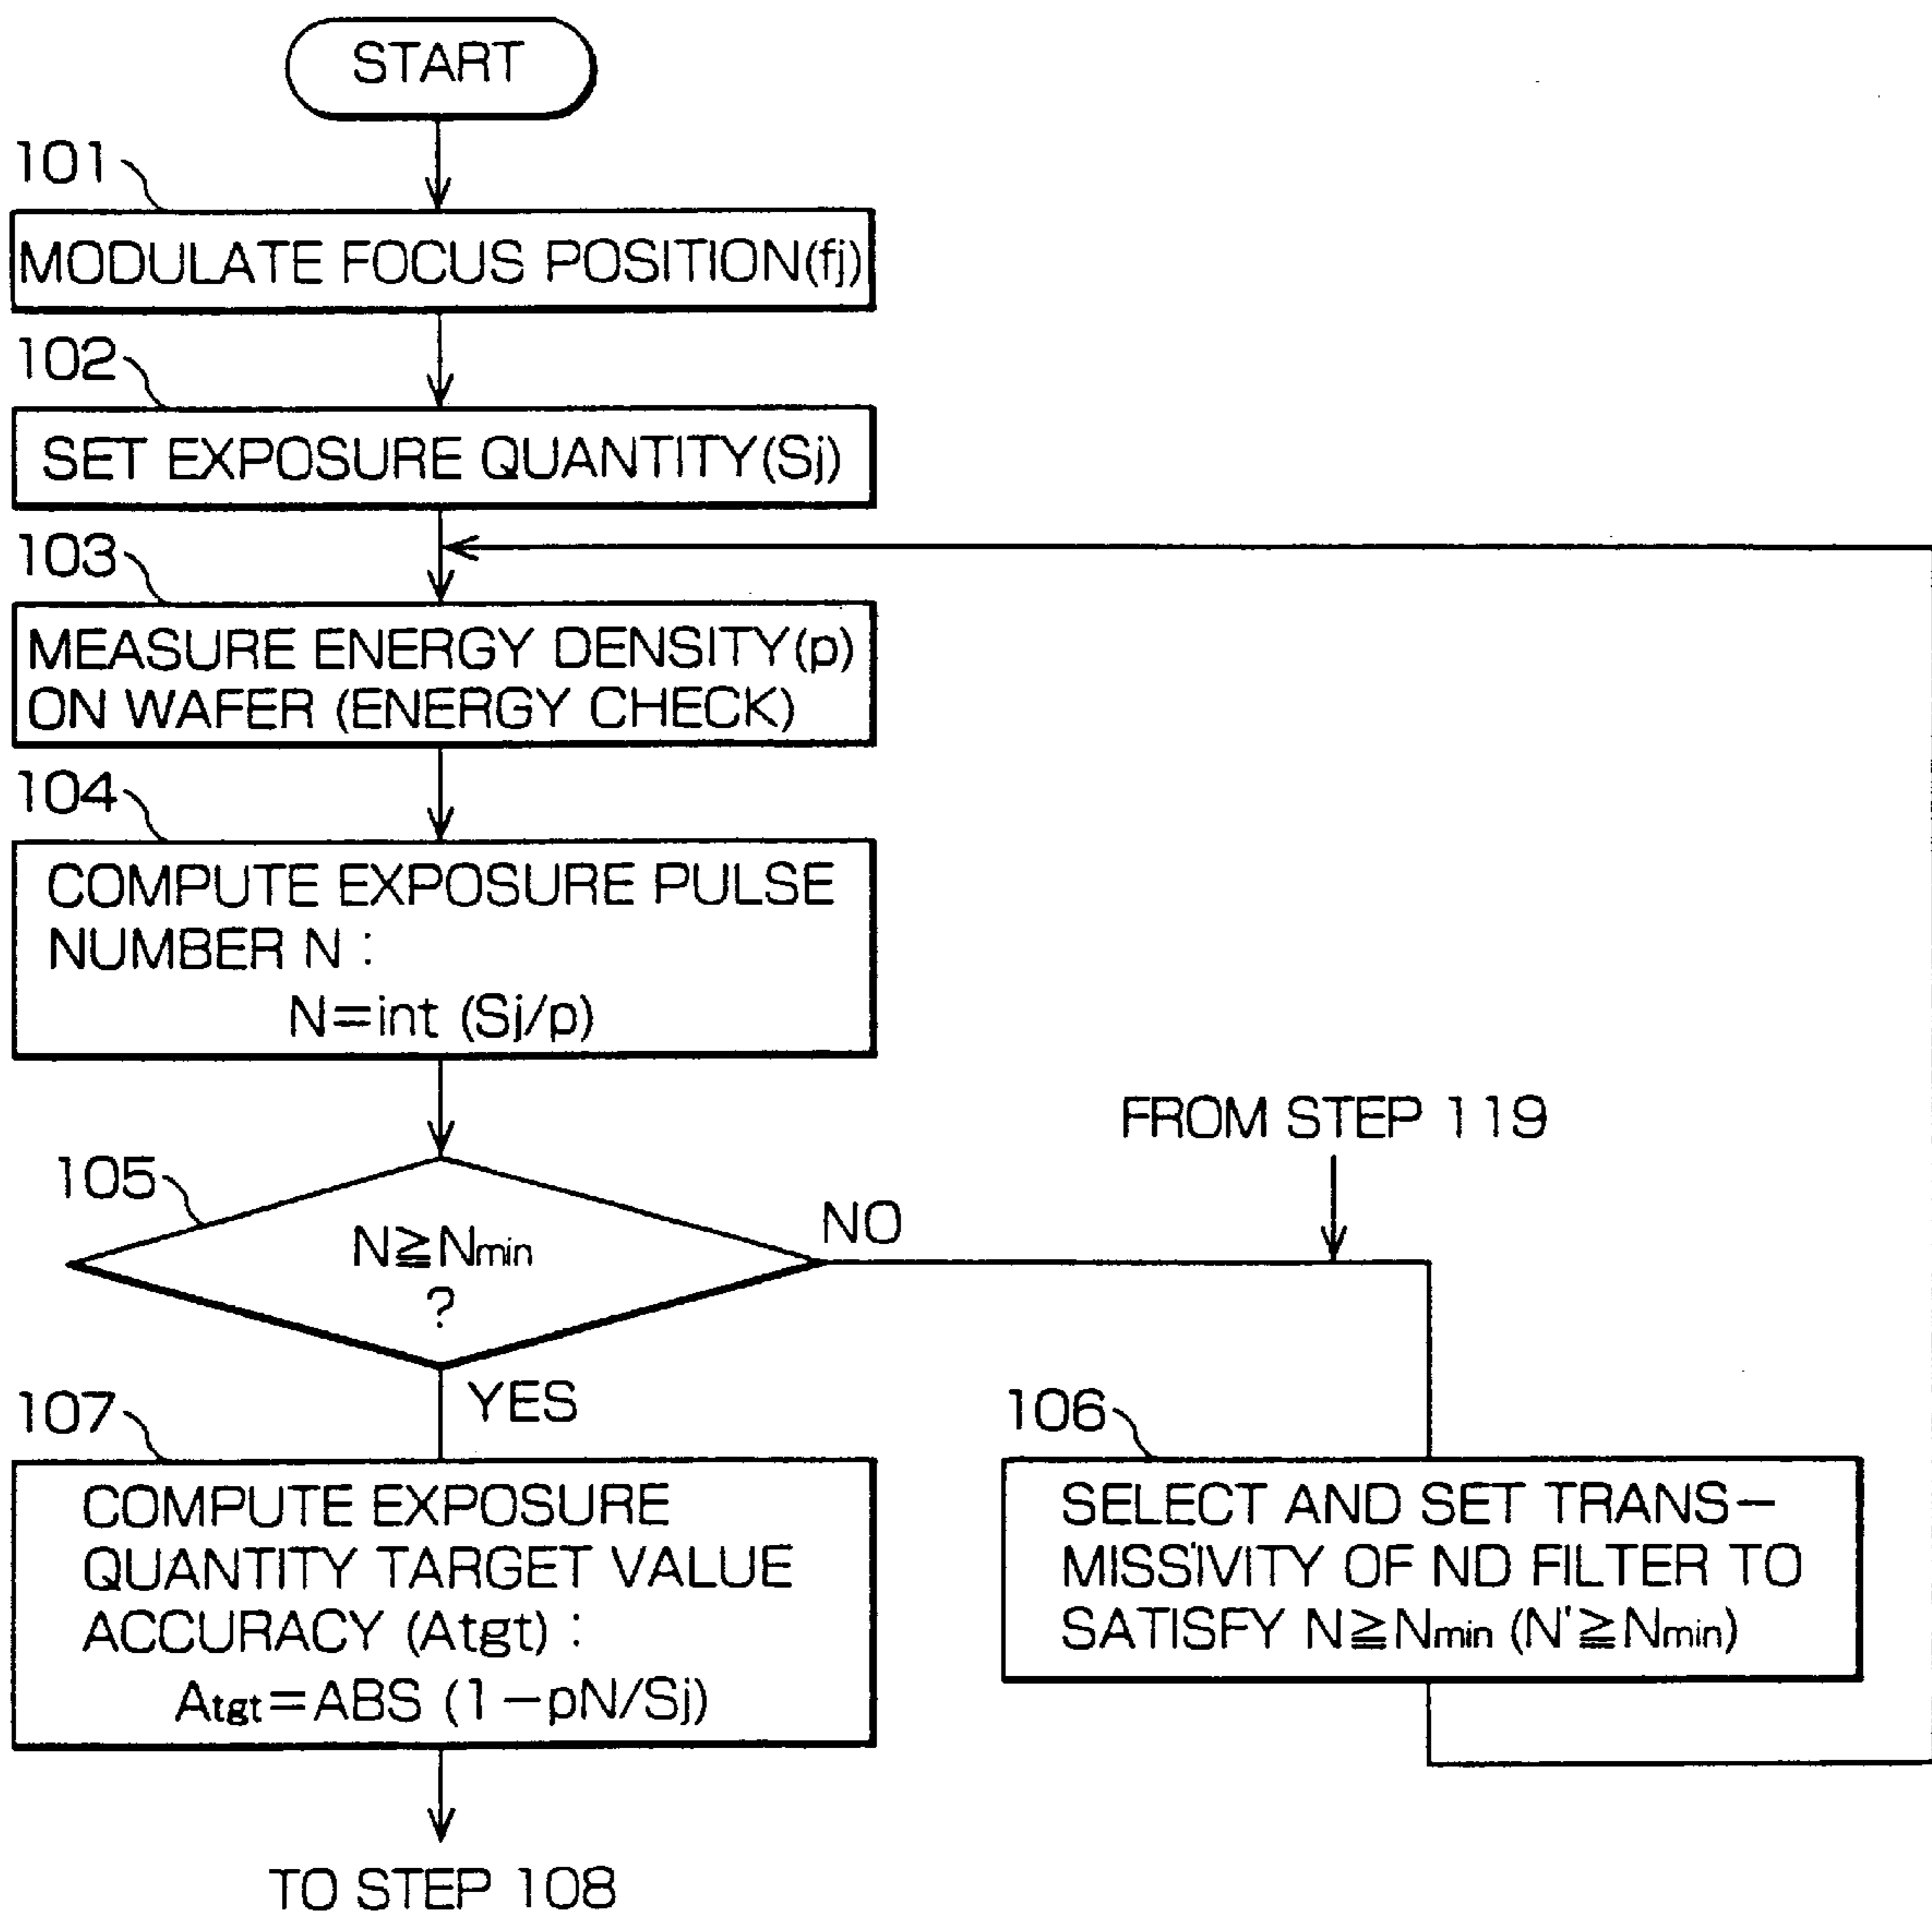 START
101
MODULATE FOCUS POSITION(fj)
102
SET EXPOSURE QUANTITY(Sj)
103
MEASURE ENERGY DENSITY(p)
ON WAFER (ENERGY CHECK)
104
COMPUTE EXPOSURE PULSE
NUMBER N :
N=int (Sj/p)
FROM STEP 119
105
N≧Nmin
?
NO
YES
107
COMPUTE EXPOSURE
QUANTITY TARGET VALUE
ACCURACY (Atgt) :
Atgt=ABS (1-pN/Sj)
106
SELECT AND SET TRANS-
MISSIVITY OF ND FILTER TO
SATISFY N≧Nmin (N'≧Nmin)
TO STEP 108